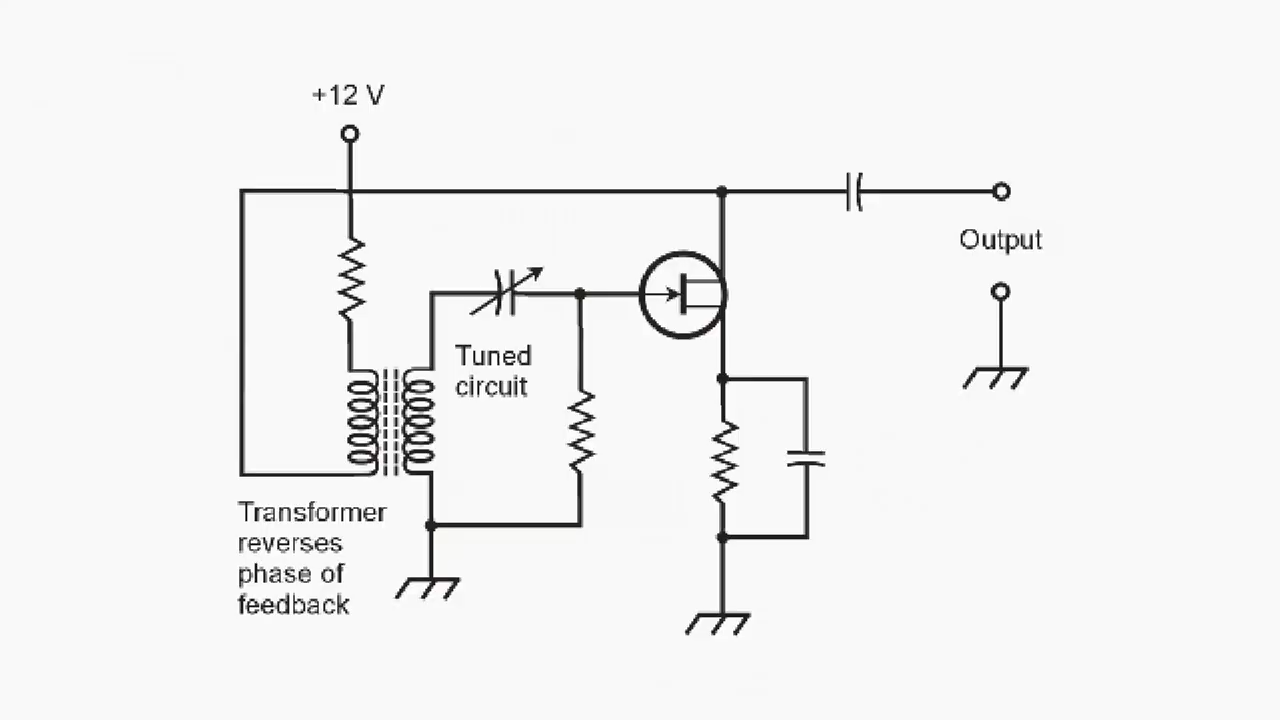 +12 V
Output
Tuned
circuit
Transformer
reverses
phase of
feedback